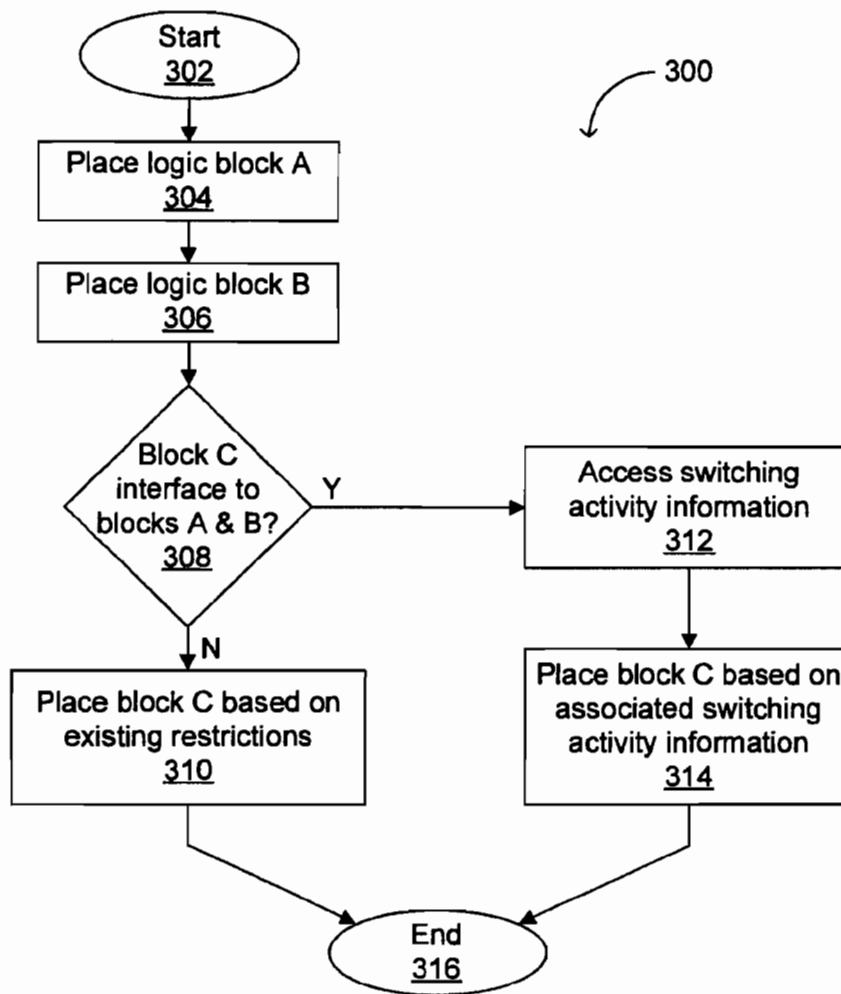 Start
302
300
Place logic block A
304
Place logic block B
306
Block C
interface to
blocks A & B?
308
Y
N
Access switching
activity information
312
Place block C based on
existing restrictions
310
Place block C based on
associated switching
activity information
314
End
316